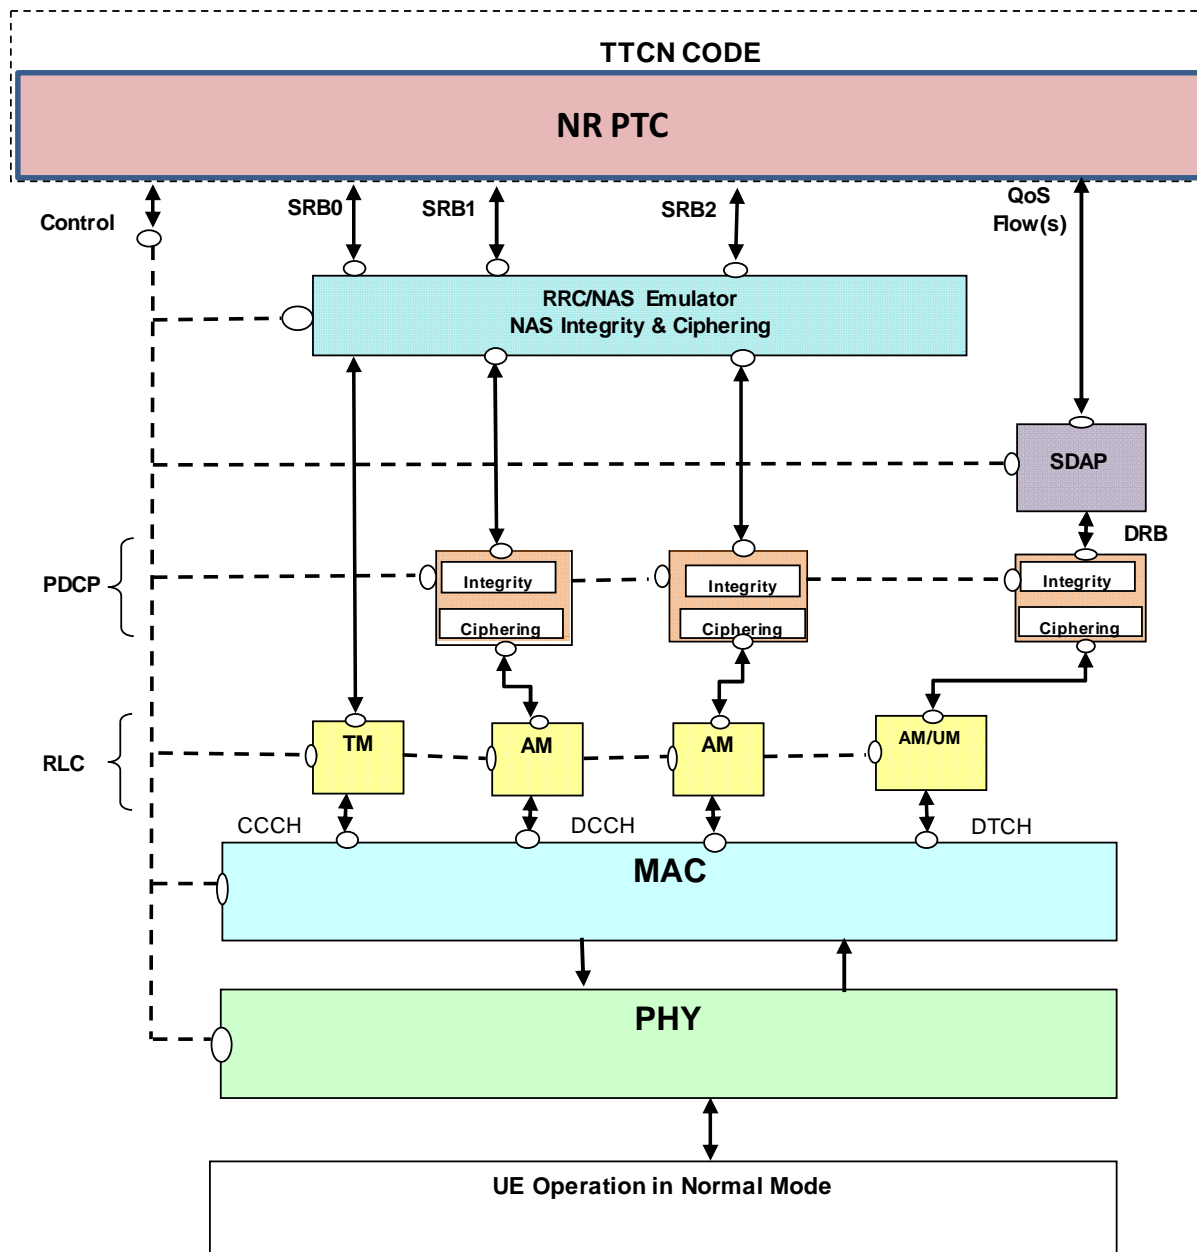 TTCN CODE
NR PTC
Control
SRB0
SRB1
SRB2
QoS
Flow(s)
RRC/NAS Emulator
NAS Integrity & Ciphering
SDAP
DRB
PDCP
Integrity
Ciphering
Integrity
Ciphering
Integrity
Ciphering
RLC
TM
AM
AM
AM/UM
CCCH
DCCH
DTCH
MAC
PHY
UE Operation in Normal Mode